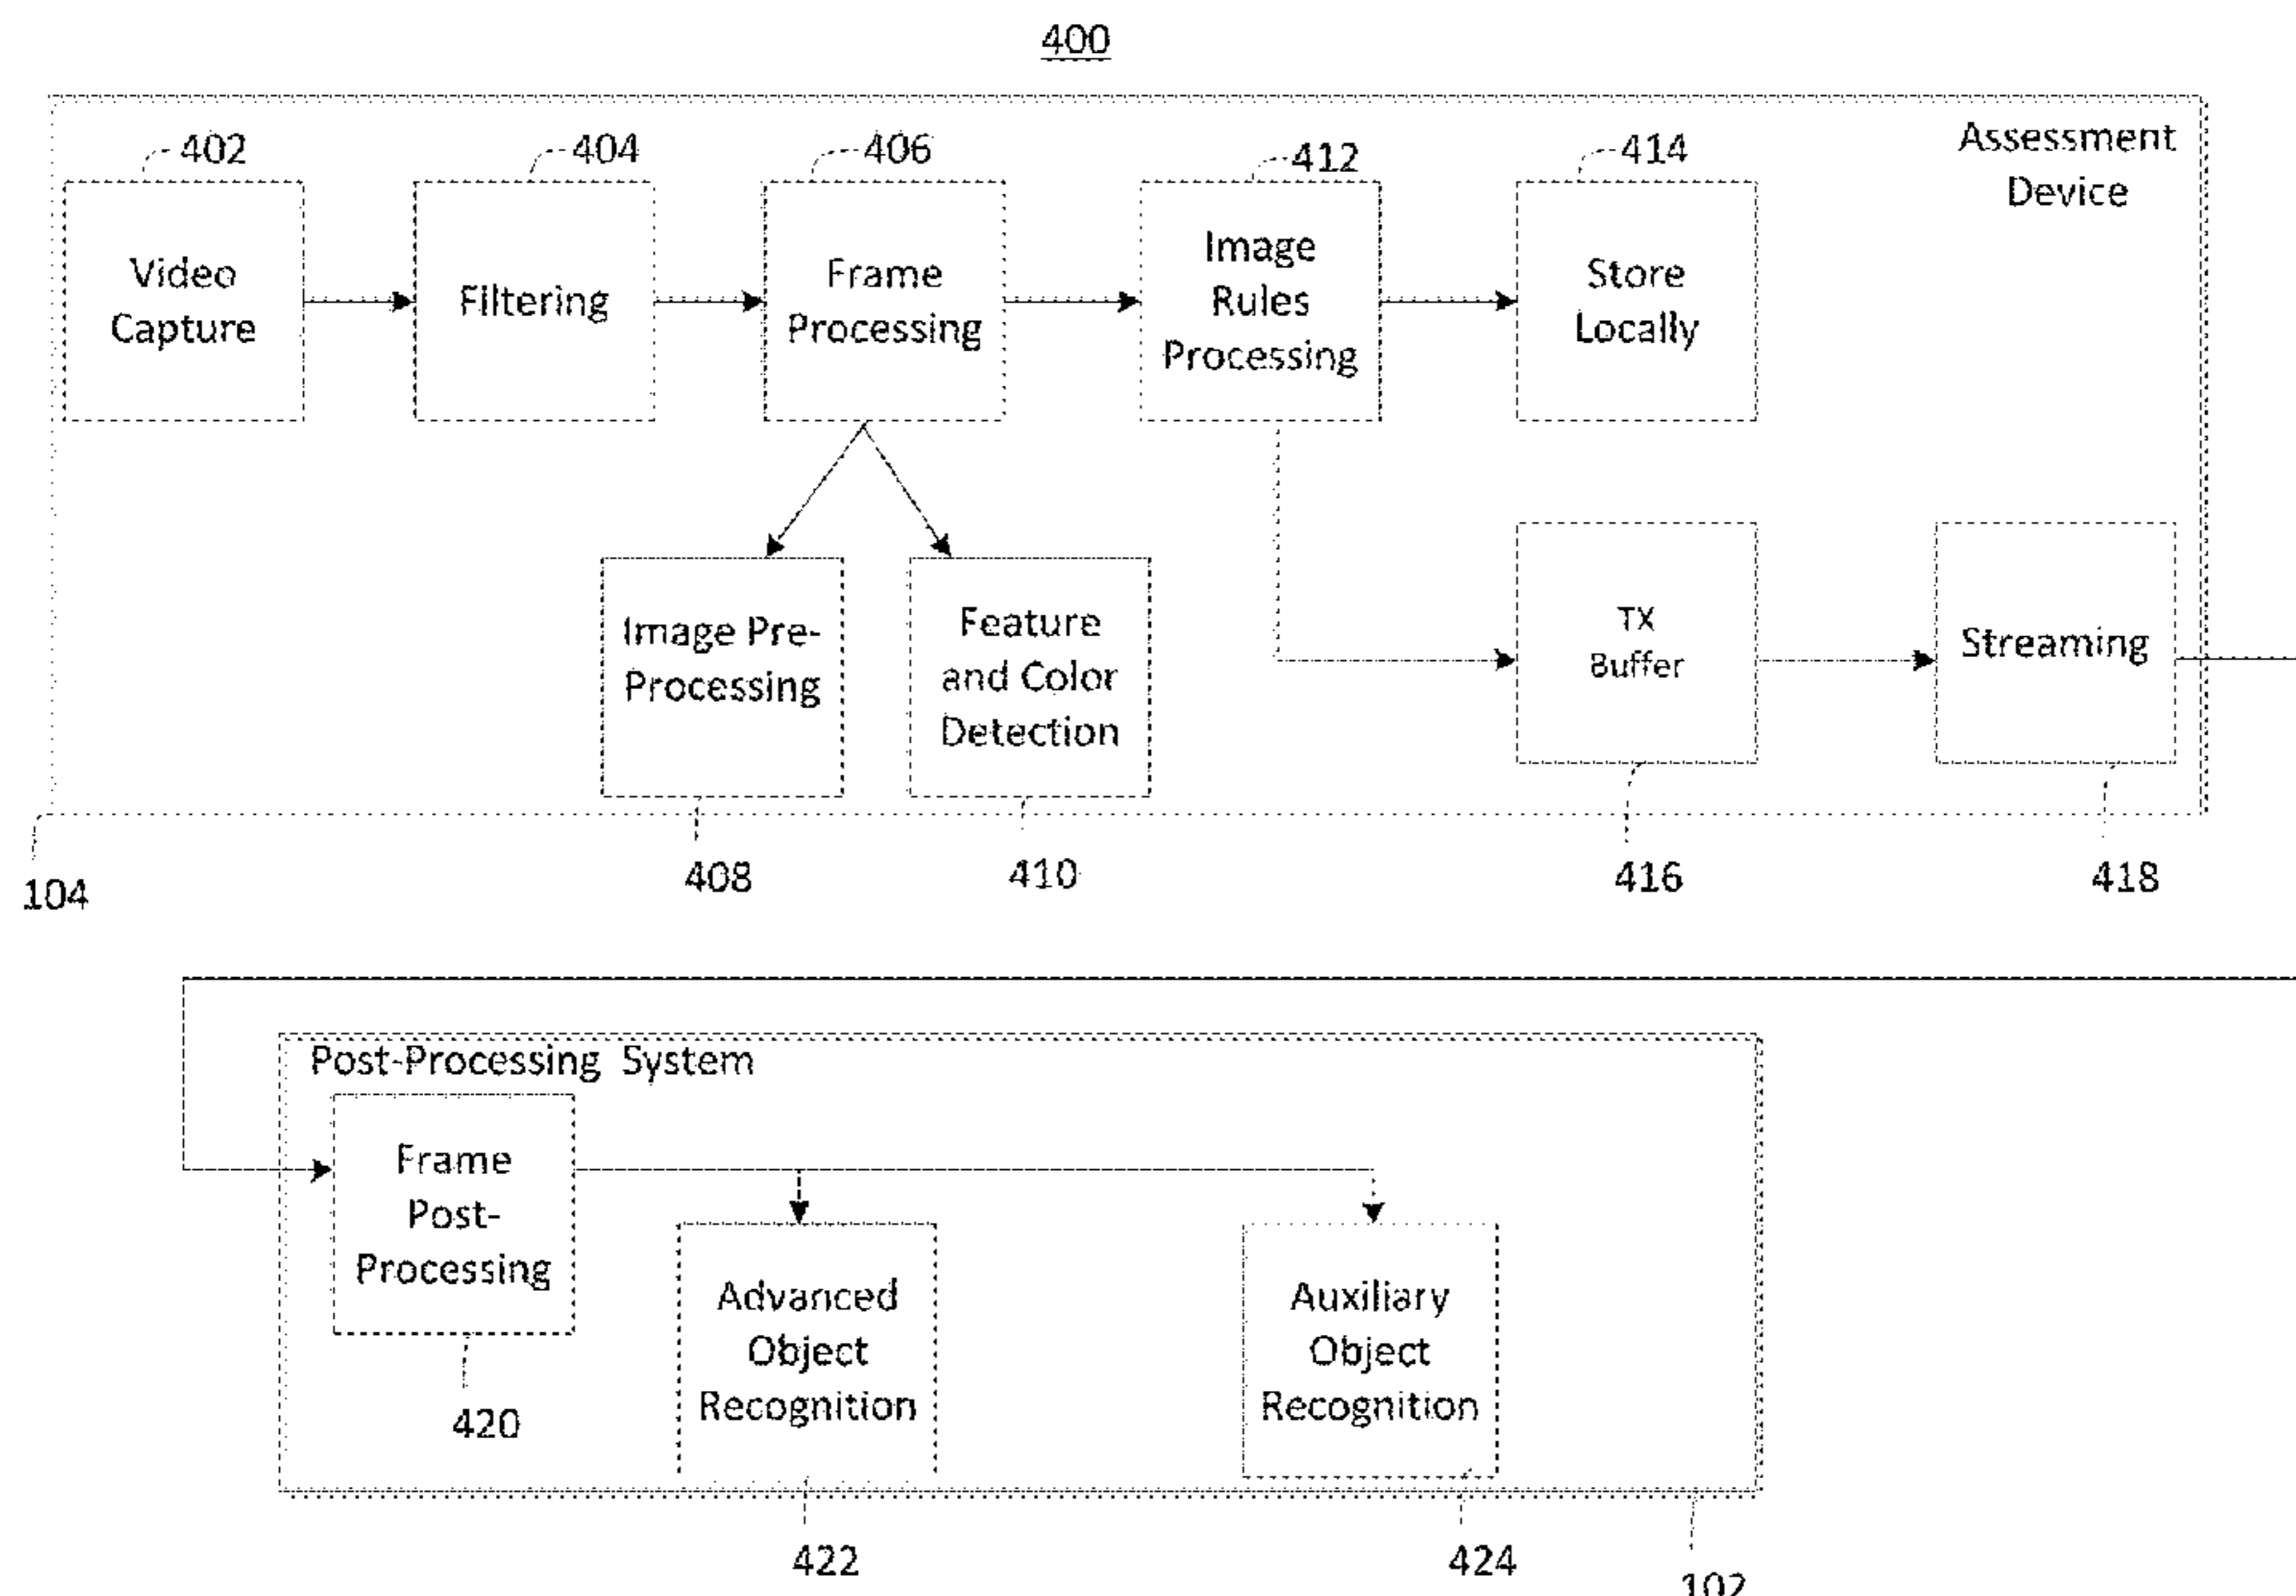 400
402
404
406
412
414
Assessment
Device
Video
Capture
Filtering
Frame
Processing
Image
Rules
Processing
Store
Locally
Image Pre-
Processing
Feature
and Color
Detection
TX
Buffer
Streaming
104
408
410
416
418
Post-Processing System
Frame
Post-
Processing
Advanced
Object
Recognition
Auxiliary
Object
Recognition
420
422
424
102